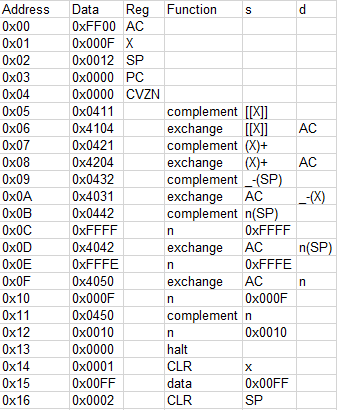 Address Data Reg Function s d
0x00 0xFF00 AC
0x01 0x000F X
0x02 0x0012 SP
0x03 0x0000 PC
0x04 0x0000 CVZN
0x05 0x0411 complement [[X]]
0x06 0x4104 exchange [[X]] AC
0x07 0x0421 complement (X)+
0x08 0x4204 exchange (X)+ AC
0x09 0x0432 complement _-(SP)
0x0A 0x4031 exchange AC _-(X)
0x0B 0x0442 complement n(SP)
0x0C 0xFFFF n 0xFFFF
0x0D 0x4042 exchange AC n(SP)
0x0E 0xFFFE n 0xFFFE
0x0F 0x4050 exchange AC n
0x10 0x000F n 0x000F
0x11 0x0450 complement n
0x12 0x0010 n 0x0010
0x13 0x0000 halt
0x14 0x0001 CLR x
0x15 0x00FF data 0x00FF
0x16 0x0002 CLR SP